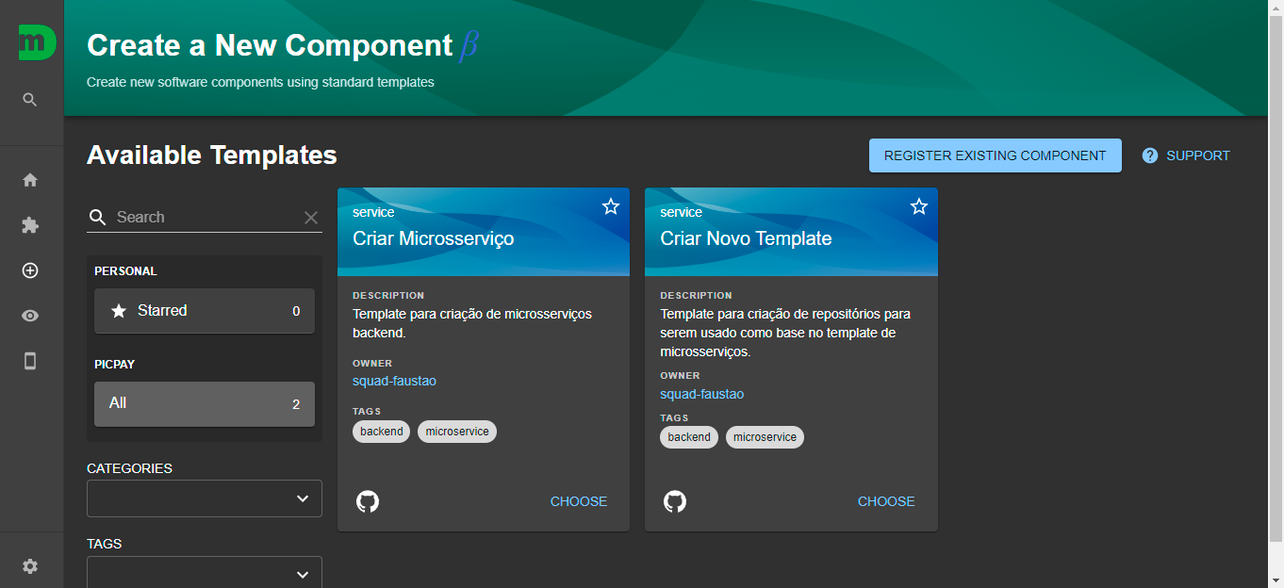 m
Create a New Component β
Create new software components using standard templates
Available Templates
REGISTER EXISTING COMPONENT
? SUPPORT
Search
PERSONAL
Starred 0
PICPAY
All 2
CATEGORIES
TAGS
service
Criar Microsserviço
DESCRIPTION
Template para criação de microsserviços
backend.
OWNER
squad-faustao
TAGS
backend microservice
CHOOSE
service
Criar Novo Template
DESCRIPTION
Template para criação de repositórios para
serem usado como base no template de
microsserviços.
OWNER
squad-faustao
TAGS
backend microservice
CHOOSE